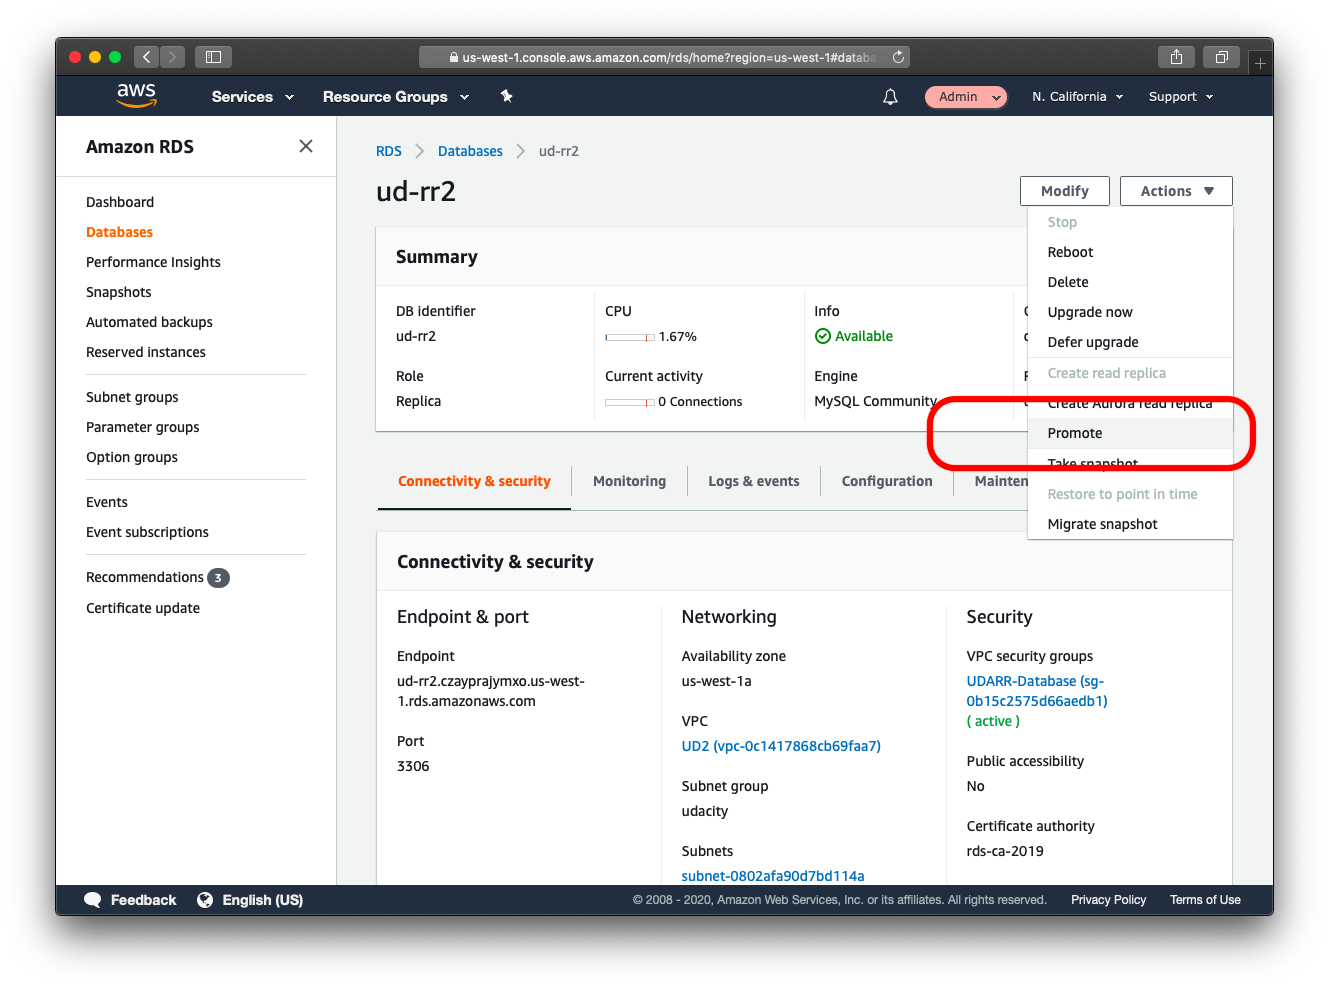 us-west-1.console.aws.amazon.com/rds/home?region=us-west-1#databa
aws
Services
Resource Groups
Admin
N. California
Support
Amazon RDS
Dashboard
Databases
Performance Insights
Snapshots
Automated backups
Reserved instances
Subnet groups
Parameter groups
Option groups
Events
Event subscriptions
Recommendations 3
Certificate update
RDS
Databases
ud-rr2
ud-rr2
Modify
Actions
Stop
Reboot
Delete
Upgrade now
Defer upgrade
Create read replica
Create Aurora read replica
Promote
Take snapshot
Restore to point in time
Migrate snapshot
Summary
DB identifier
ud-rr2
CPU
1.67%
Info
Available
Role
Replica
Current activity
0 Connections
Engine
MySQL Community
Connectivity & security
Monitoring
Logs & events
Configuration
Mainten
Connectivity & security
Endpoint & port
Endpoint
ud-rr2.czayprajymxo.us-west-
1.rds.amazonaws.com
Port
3306
Networking
Availability zone
us-west-1a
VPC
UD2 (vpc-0c1417868cb69faa7)
Subnet group
udacity
Subnets
subnet-0802afa90d7bd114a
Security
VPC security groups
UDARR-Database (sg-
0b15c2575d66aedb1)
( active )
Public accessibility
No
Certificate authority
rds-ca-2019
Feedback
English (US)
© 2008 - 2020, Amazon Web Services, Inc. or its affiliates. All rights reserved.
Privacy Policy
Terms of Use